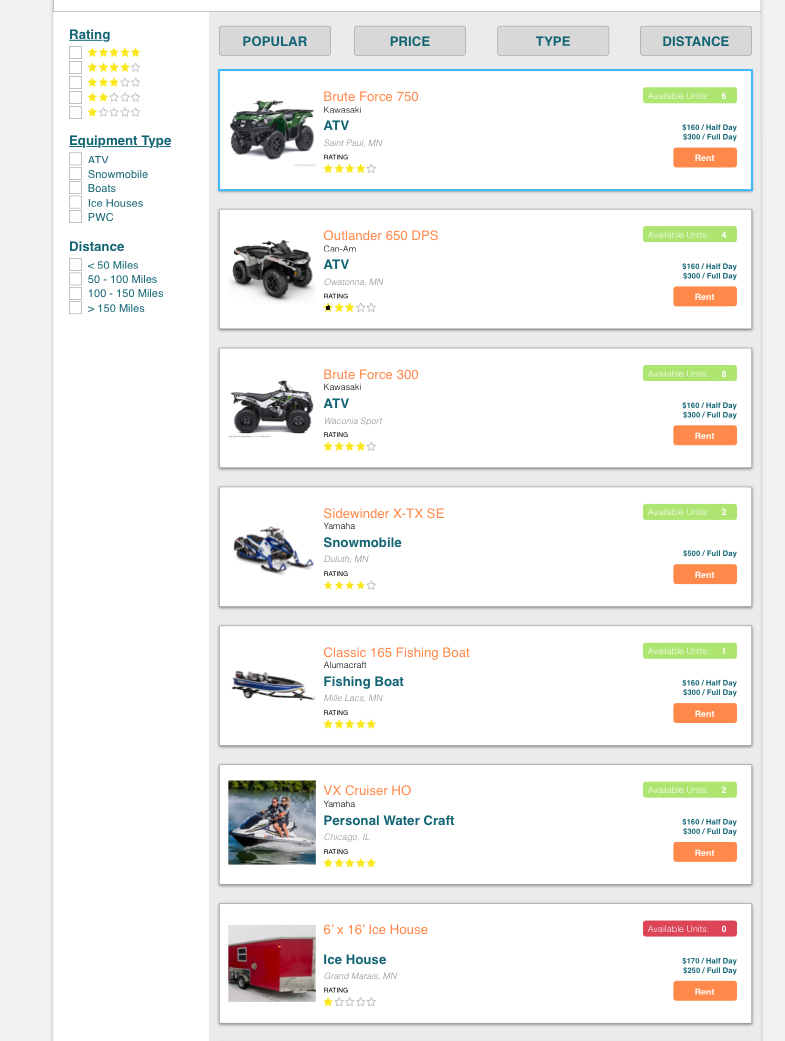 Rating
Equipment Type
ATV
Snowmobile
Boats
Ice Houses
PWC
Distance
< 50 Miles
50 - 100 Miles
100 - 150 Miles
> 150 Miles
POPULAR PRICE TYPE DISTANCE
Brute Force 750
Kawasaki
ATV
Saint Paul, MN
RATING
Available Units: 6
$160 / Half Day
$300 / Full Day
Rent
Outlander 650 DPS
Can-Am
ATV
Owatonna, MN
RATING
Available Units: 4
$160 / Half Day
$300 / Full Day
Rent
Brute Force 300
Kawasaki
ATV
Waconia Sport
RATING
Available Units: 8
$160 / Half Day
$300 / Full Day
Rent
Sidewinder X-TX SE
Yamaha
Snowmobile
Duluth, MN
RATING
Available Units: 2
$500 / Full Day
Rent
Classic 165 Fishing Boat
Alumacraft
Fishing Boat
Mille Lacs, MN
RATING
Available Units: 1
$160 / Half Day
$300 / Full Day
Rent
VX Cruiser HO
Yamaha
Personal Water Craft
Chicago, IL
RATING
Available Units: 2
$160 / Half Day
$300 / Full Day
Rent
6' x 16' Ice House
Ice House
Grand Marais, MN
RATING
Available Units: 0
$170 / Half Day
$250 / Full Day
Rent